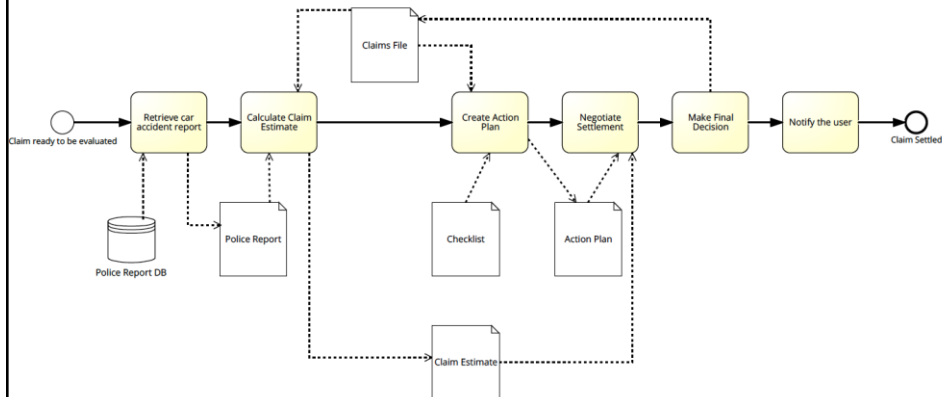 Claims File
Claim ready to be evaluated
Retrieve car
accident report
Calculate Claim
Estimate
Create Action
Plan
Negotiate
Settlement
Make Final
Decision
Notify the user
Claim Settled
Police Report DB
Police Report
Checklist
Action Plan
Claim Estimate